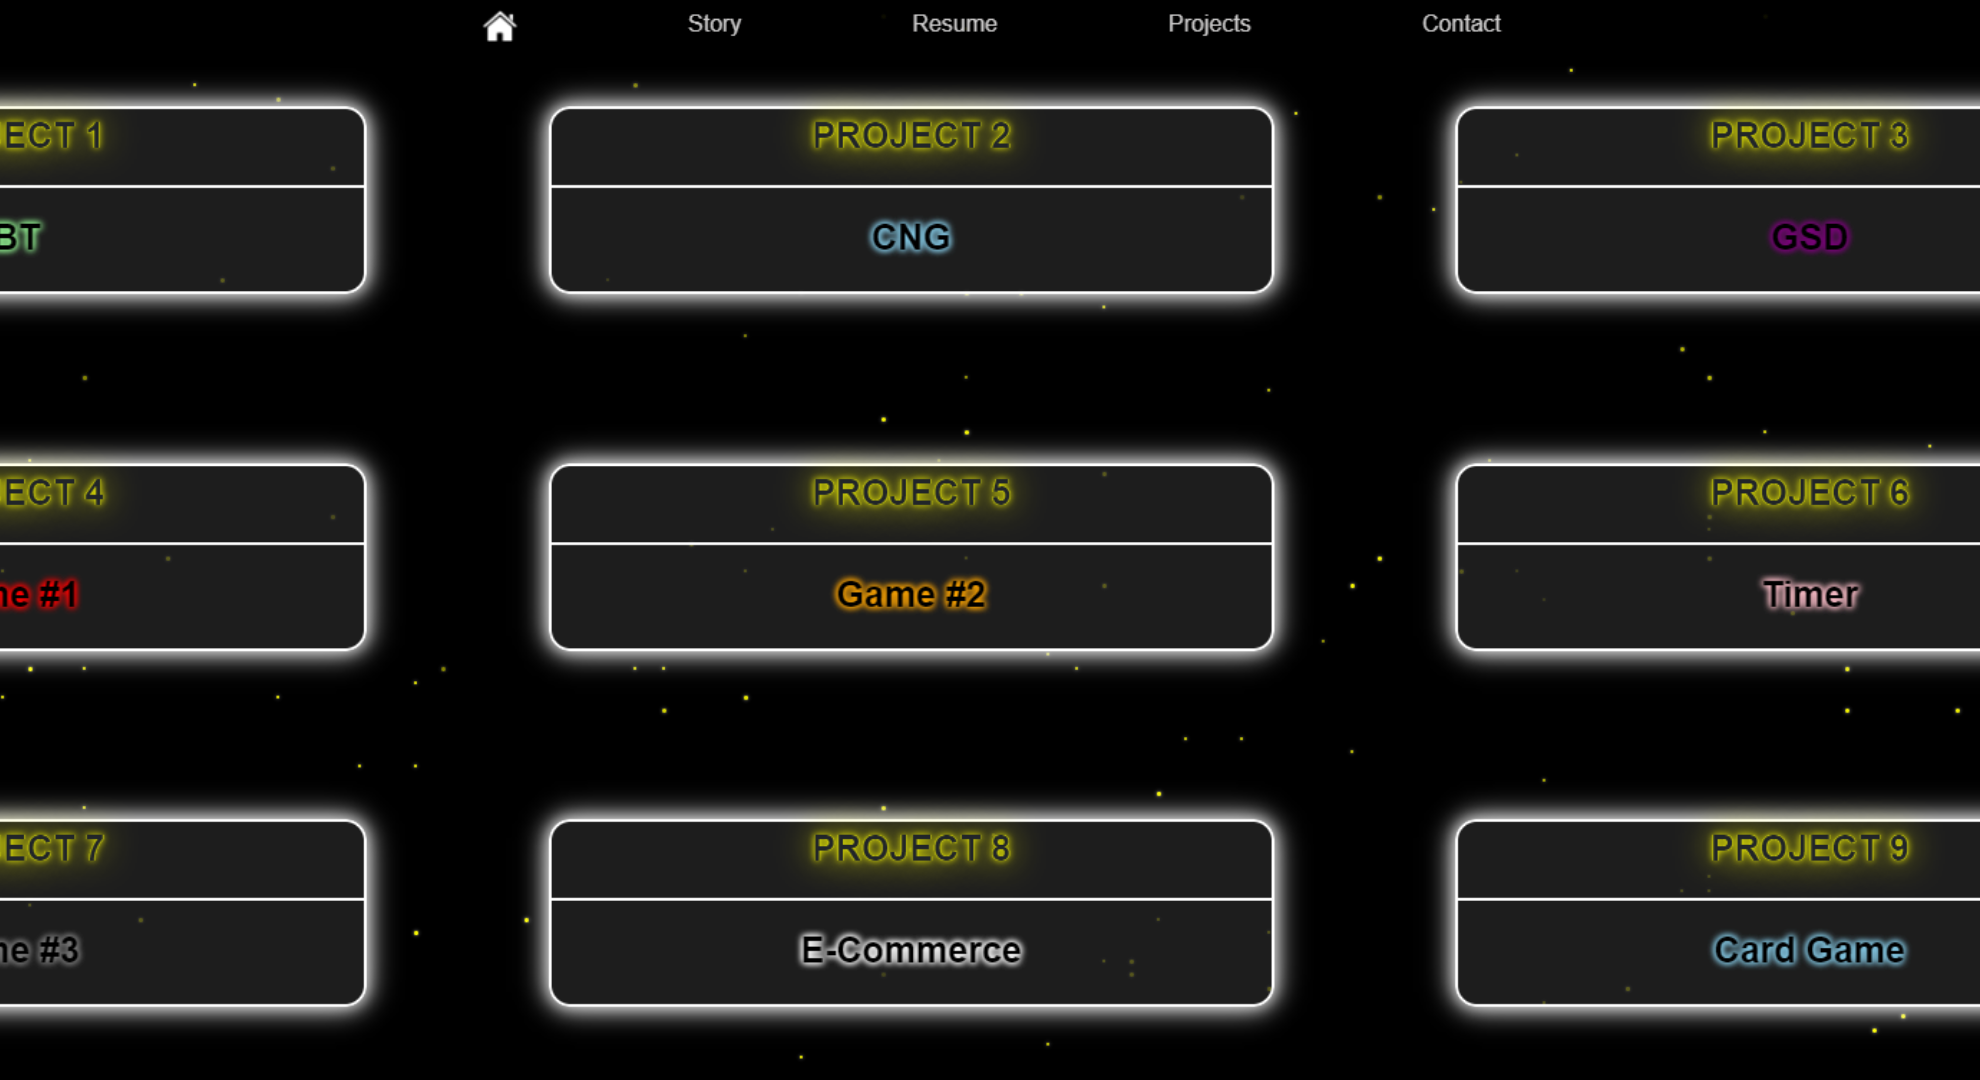 Story Resume Projects Contact
ECT 1 PROJECT 2 PROJECT 3
BT CNG GSD
ECT 4 PROJECT 5 PROJECT 6
ne #1 Game #2 Timer
ECT 7 PROJECT 8 PROJECT 9
ne #3 E-Commerce Card Game